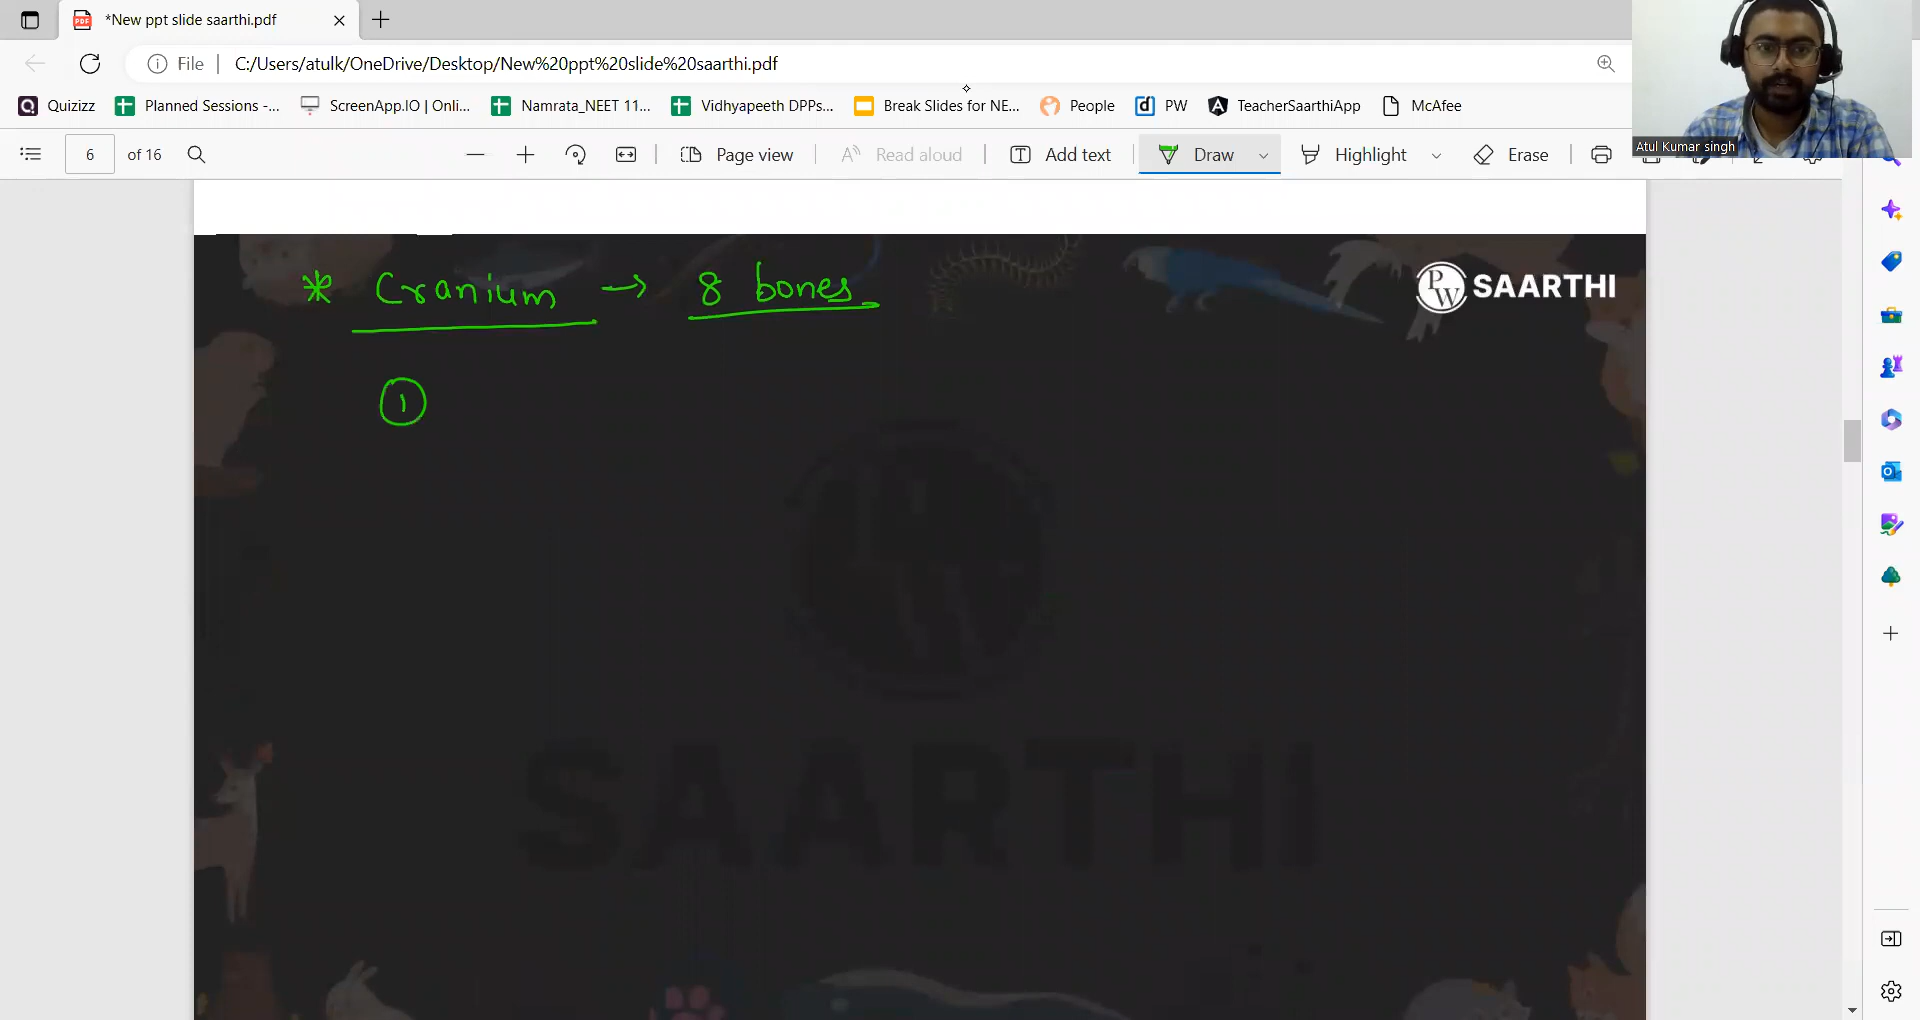 *New ppt slide saarthi.pdf
File C:/Users/atulk/OneDrive/Desktop/New%20ppt%20slide%20saarthi.pdf
Quizizz Planned Sessions -... ScreenApp.IO | Onli... Namrata_NEET 11... Vidhyapeeth DPPs... Break Slides for NE... People PW TeacherSaarthiApp McAfee
6 of 16 Page view Read aloud Add text Draw Highlight Erase
Atul Kumar singh
* Cranium → 8 bones
PW SAARTHI
1
SAARTHI